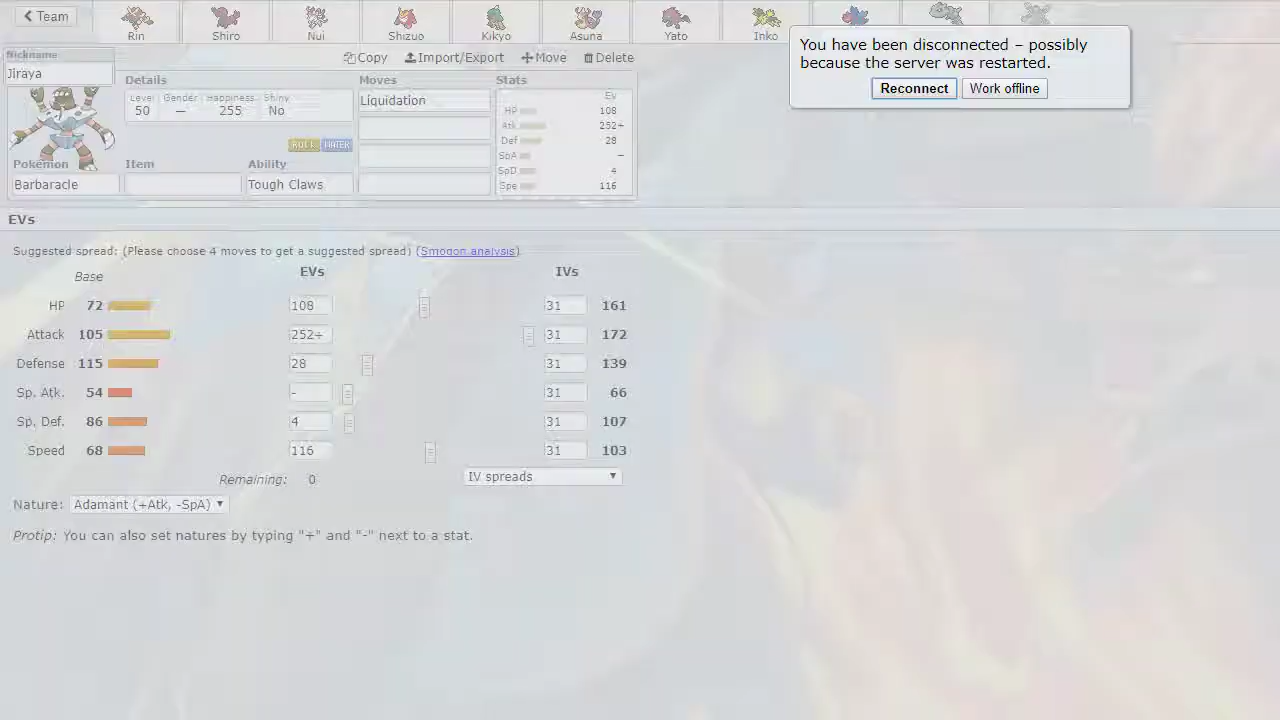 Team
Rin
Shiro
Nui
Shizuo
Kikyo
Asuna
Yato
Inko
You have been disconnected – possibly
because the server was restarted.
Reconnect
Work offline
Nickname
Jiraya
Copy
Import/Export
Move
Delete
Details
Moves
Stats
Level
Gender
Happiness
Shiny
50
—
255
No
Liquidation
EV
HP 108
Atk 252+
Def 28
SpA –
SpD 4
Spe 116
ROCK WATER
Pokémon
Item
Ability
Barbaracle
Tough Claws
EVs
Suggested spread: (Please choose 4 moves to get a suggested spread) (Smogon analysis)
Base
EVs
IVs
HP 72 108 31 161
Attack 105 252+ 31 172
Defense 115 28 31 139
Sp. Atk. 54 - 31 66
Sp. Def. 86 4 31 107
Speed 68 116 31 103
Remaining: 0
IV spreads
Nature: Adamant (+Atk, -SpA)
Protip: You can also set natures by typing "+" and "-" next to a stat.